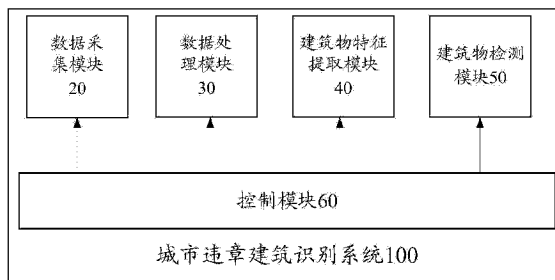 数据采
集模块
20
数据处
理模块
30
建筑物特征
提取模块
40
建筑物检测
模块50
控制模块60
城市违章建筑识别系统100